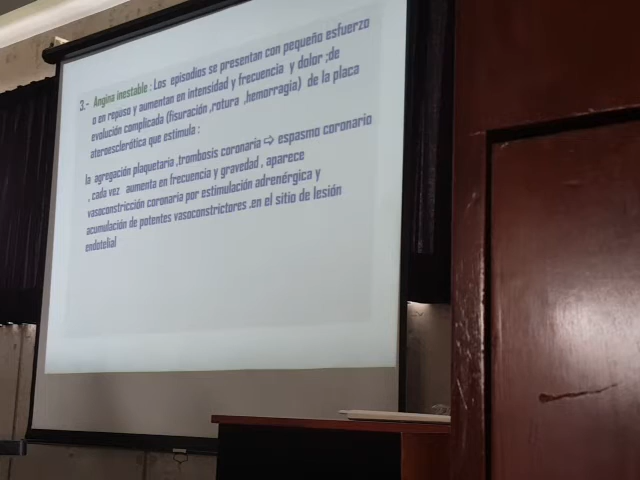 3.- Angina inestable : Los episodios se presentan con pequeño esfuerzo
o en reposo y aumentan en intensidad y frecuencia y dolor ;de
evolución complicada (fisuración ,rotura ,hemorragia) de la placa
ateroesclerótica que estimula :
la agregación plaquetaria ,trombosis coronaria ⇨ espasmo coronario
, cada vez aumenta en frecuencia y gravedad , aparece
vasoconstricción coronaria por estimulación adrenérgica y
acumulación de potentes vasoconstrictores .en el sitio de lesión
endotelial